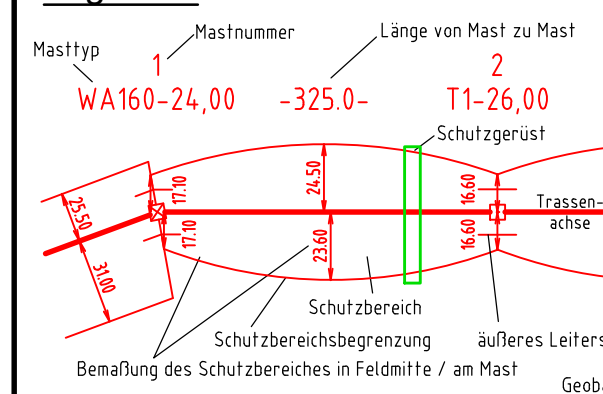 Mastnummer
Länge von Mast zu Mast
Masttyp
1
2
WA160-24,00
-325.0-
T1-26,00
Schutzgerüst
24.50
17.10
16.60
25.50
Trassen-
achse
17.10
23.60
16.60
31.00
Schutzbereich
Schutzbereichsbegrenzung
äußeres Leiters
Bemaßung des Schutzbereiches in Feldmitte / am Mast
Geoba